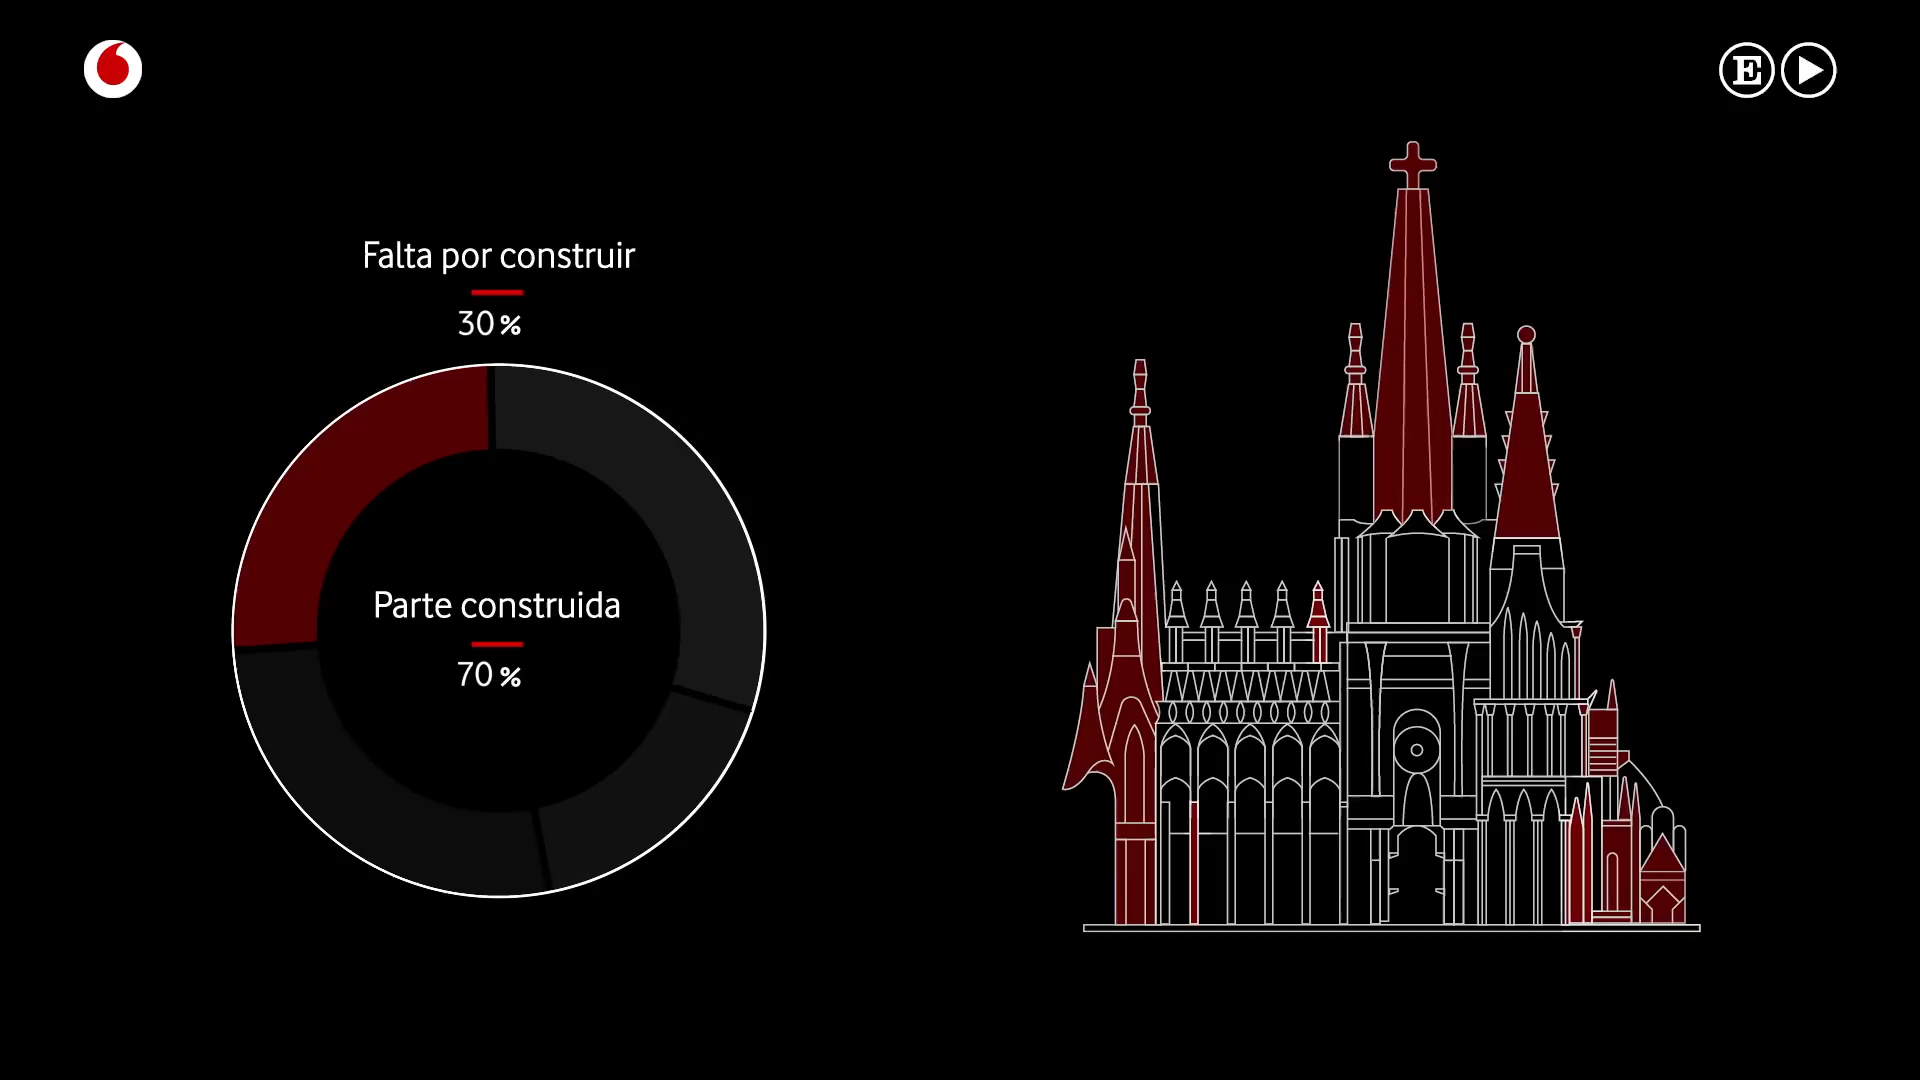 E
Falta por construir
30 %
Parte construida
70 %